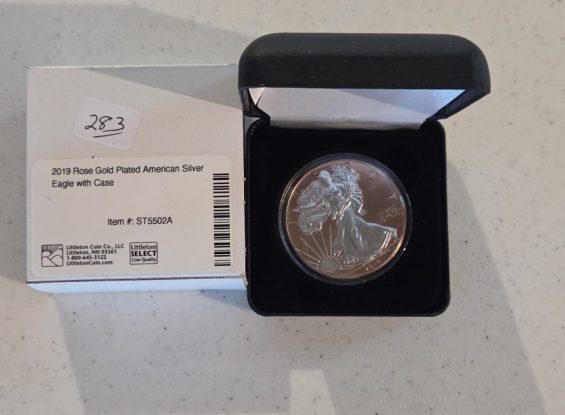 283
2019 Rose Gold Plated American Silver
Eagle with Case
Item #: ST5502A
Littleton Coin Co., LLC
Littleton, NH 03561
1-800-645-3122
LittletonCoin.com
Littleton
SELECT
Coin Quality